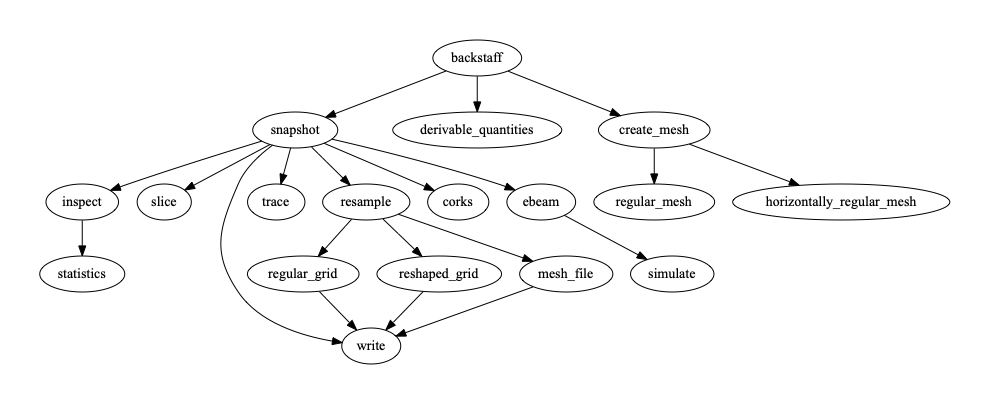 backstaff
snapshot
derivable_quantities
create_mesh
inspect
slice
trace
resample
corks
ebeam
regular_mesh
horizontally_regular_mesh
statistics
regular_grid
reshaped_grid
mesh_file
simulate
write